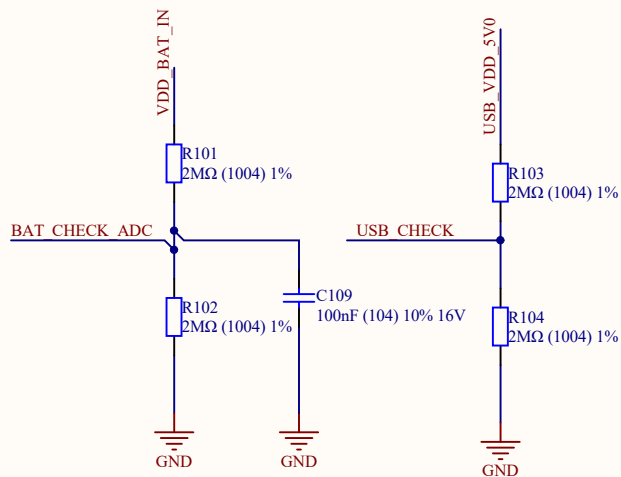 VDD_BAT_IN
USB_VDD_5V0
R101
2MΩ (1004) 1%
R103
2MΩ (1004) 1%
BAT_CHECK_ADC
USB_CHECK
C109
100nF (104) 10% 16V
R102
2MΩ (1004) 1%
R104
2MΩ (1004) 1%
GND
GND
GND